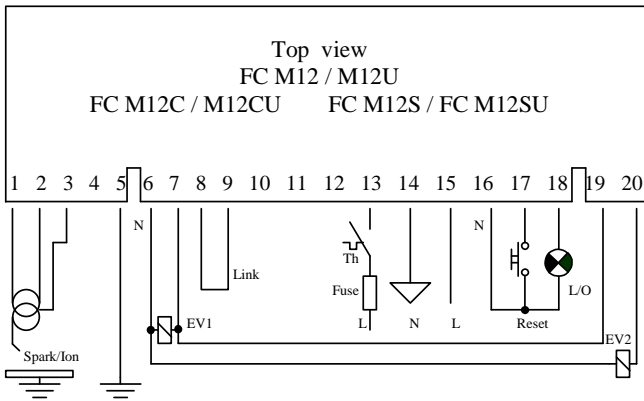 Top view
FC M12 / M12U
FC M12C / M12CU FC M12S / FC M12SU
1 2 3 4 5 6 7 8 9 10 11 12 13 14 15 16 17 18 19 20
N N
Th
Link
Fuse L/O
EV1 L N L Reset
EV2
Spark/Ion